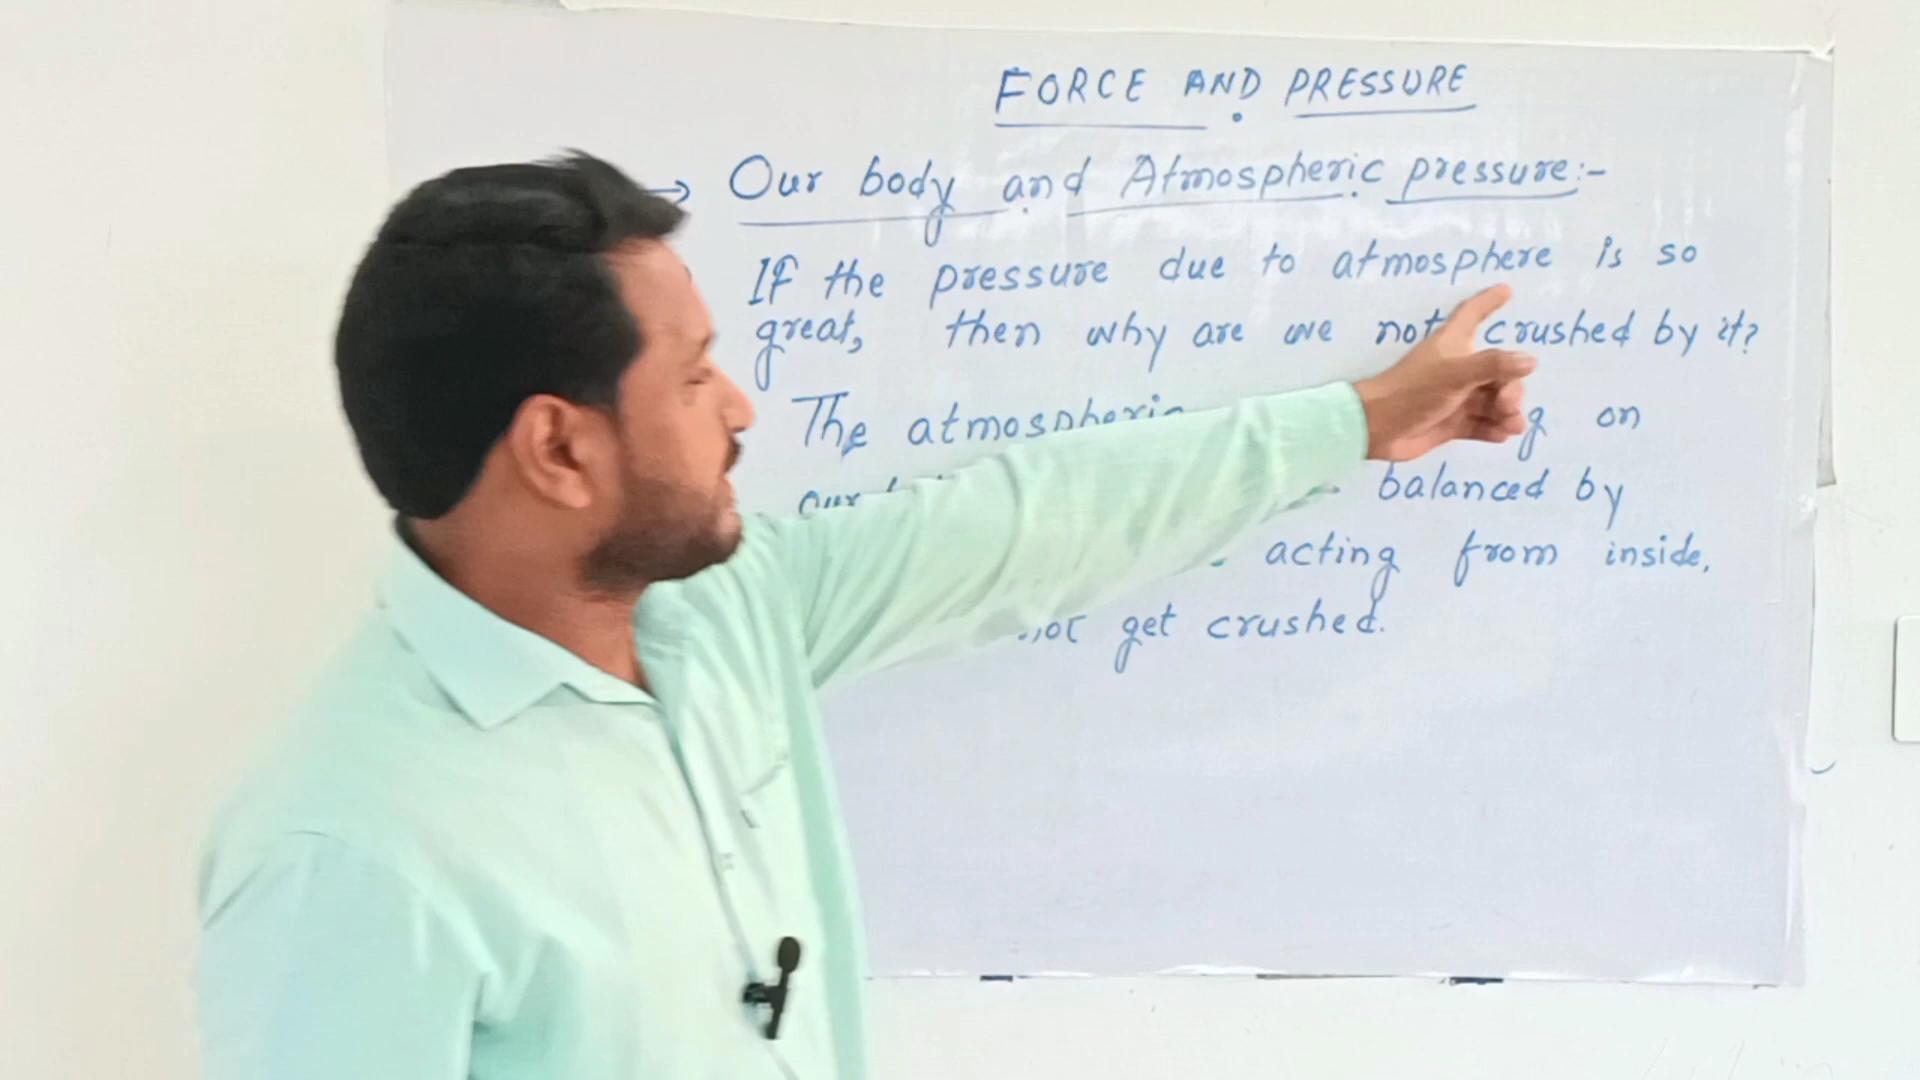 FORCE AND PRESSURE
→ Our body and Atmospheric pressure:-
If the pressure due to atmosphere is so
great, then why are we not crushed by it?
The atmospheric on
our balanced by
acting from inside,
not get crushed.